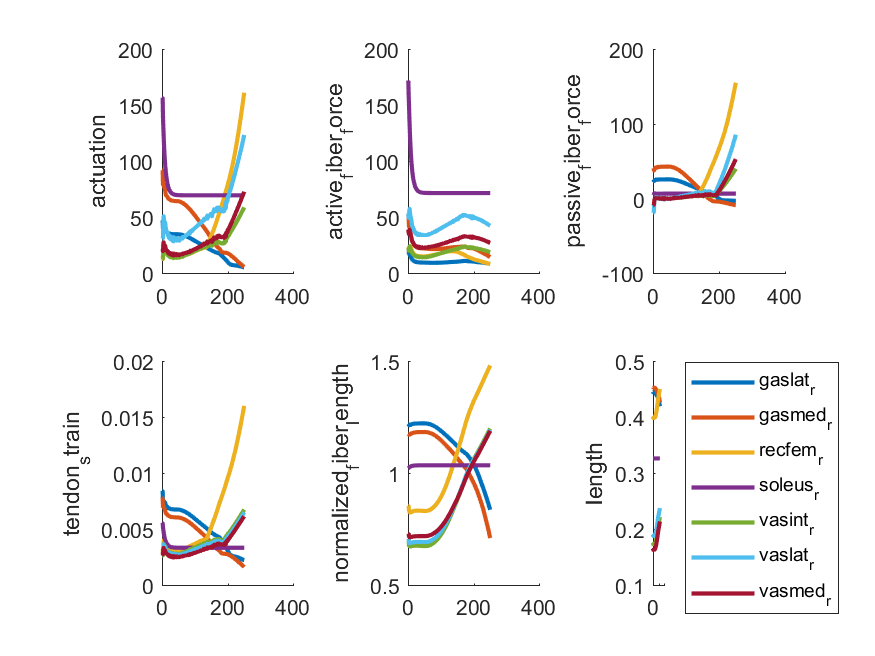 200
150
100
50
0
0 200 400
actuation
200
150
100
50
0
0 200 400
active_fiber_force
200
100
0
-100
0 200 400
passive_fiber_force
0.02
0.015
0.01
0.005
0
0 200 400
tendon_strain
1.5
1
0.5
0 200 400
normalized_fiber_length
0.5
0.4
0.3
0.2
0.1
0
length
gaslat_r
gasmed_r
recfem_r
soleus_r
vasint_r
vaslat_r
vasmed_r